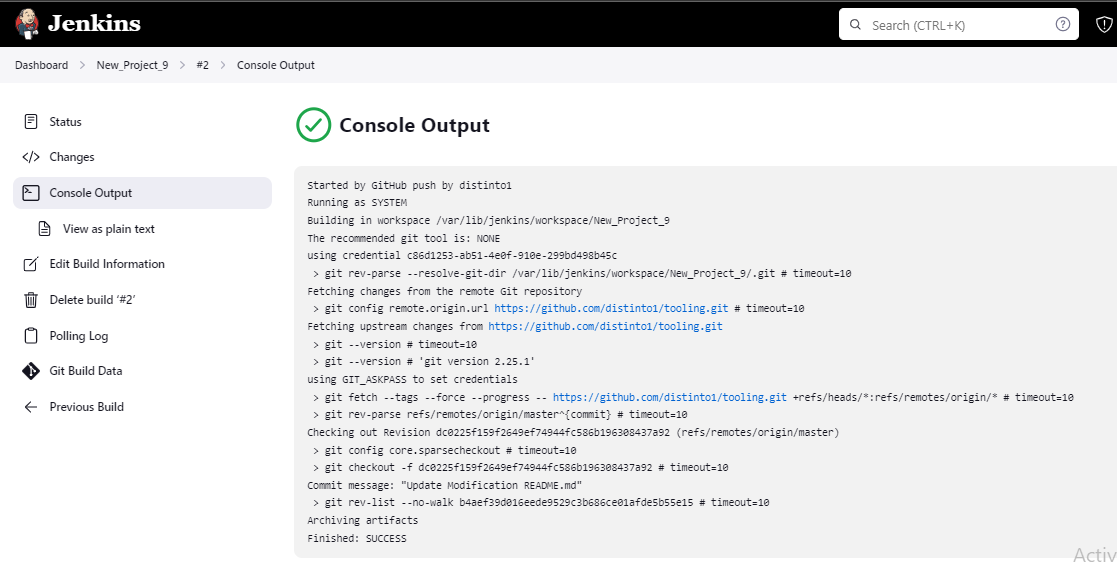 Jenkins
Search (CTRL+K)
Dashboard > New_Project_9 > #2 > Console Output
Status
Changes
Console Output
View as plain text
Edit Build Information
Delete build ‘#2’
Polling Log
Git Build Data
Previous Build
Console Output
Started by GitHub push by distinto1
Running as SYSTEM
Building in workspace /var/lib/jenkins/workspace/New_Project_9
The recommended git tool is: NONE
using credential c86d1253-ab51-4e0f-910e-299bd498b45c
> git rev-parse --resolve-git-dir /var/lib/jenkins/workspace/New_Project_9/.git # timeout=10
Fetching changes from the remote Git repository
> git config remote.origin.url https://github.com/distinto1/tooling.git # timeout=10
Fetching upstream changes from https://github.com/distinto1/tooling.git
> git --version # timeout=10
> git --version # 'git version 2.25.1'
using GIT_ASKPASS to set credentials
> git fetch --tags --force --progress -- https://github.com/distinto1/tooling.git +refs/heads/*:refs/remotes/origin/* # timeout=10
> git rev-parse refs/remotes/origin/master^{commit} # timeout=10
Checking out Revision dc0225f159f2649ef74944fc586b196308437a92 (refs/remotes/origin/master)
> git config core.sparsecheckout # timeout=10
> git checkout -f dc0225f159f2649ef74944fc586b196308437a92 # timeout=10
Commit message: "Update Modification README.md"
> git rev-list --no-walk b4aef39d016eede9529c3b686ce01afde5b55e15 # timeout=10
Archiving artifacts
Finished: SUCCESS
Activ